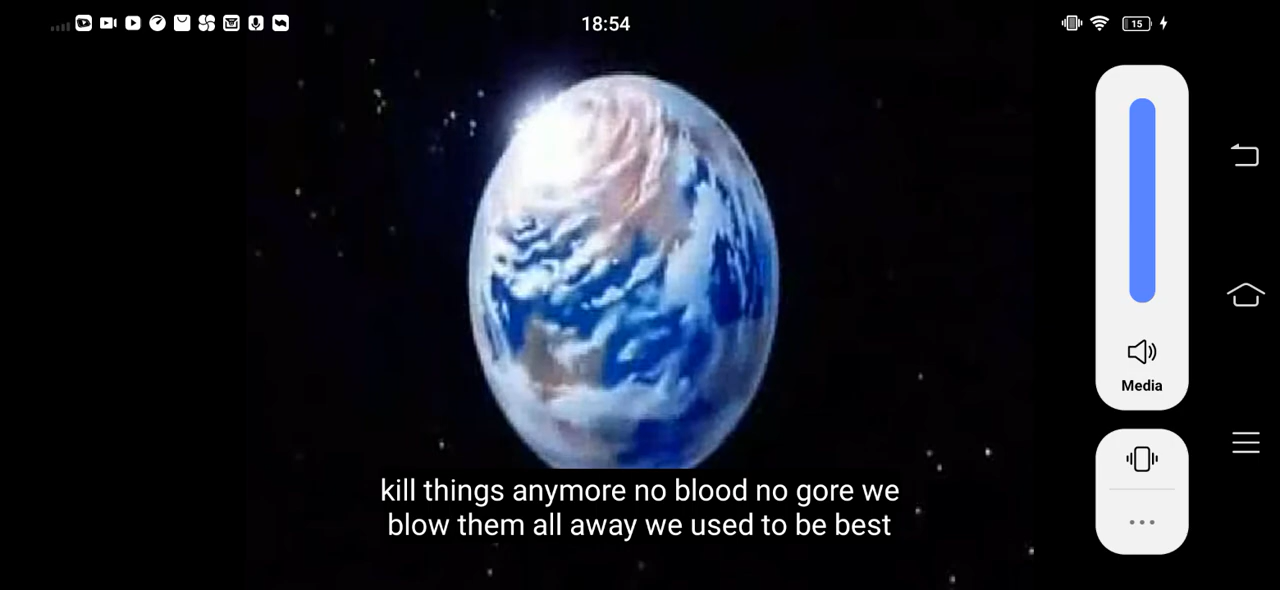 18:54
15
Media
kill things anymore no blood no gore we
blow them all away we used to be best